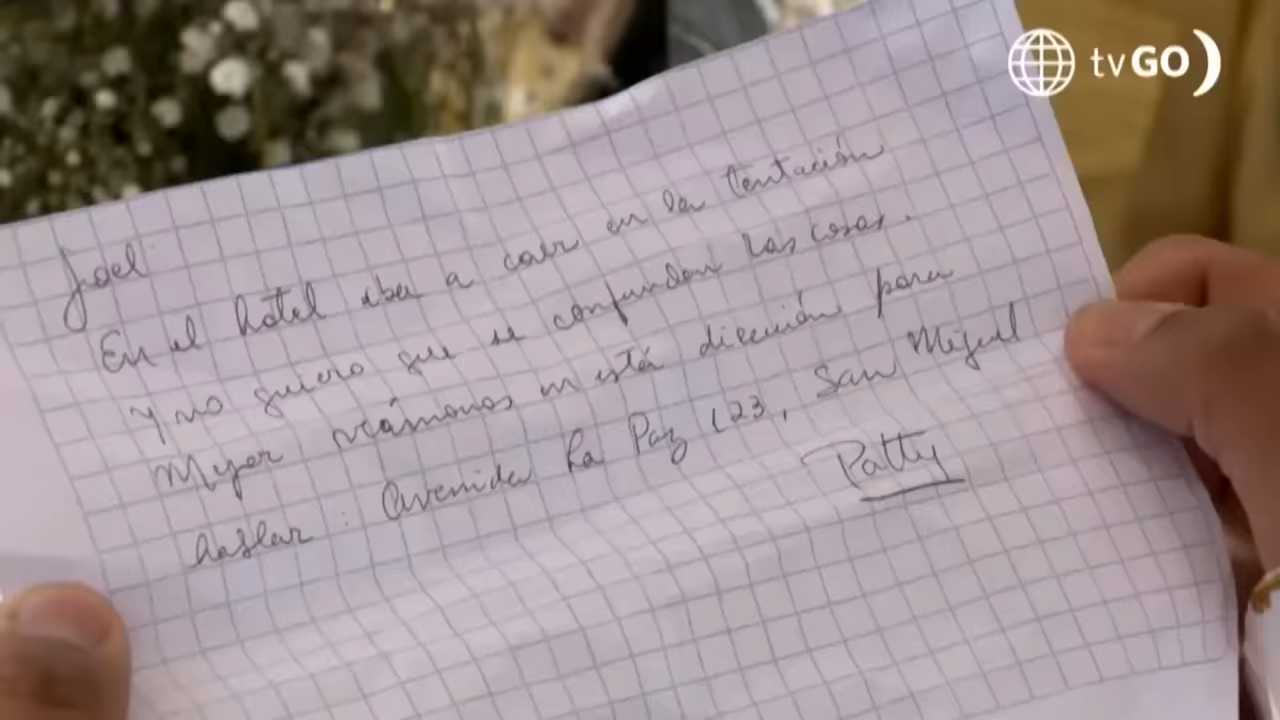 tvGO
Joel
En el hotel iba a caer en la tentación
y no quiero que se confundan las cosas.
Mejor veámonos en está dirección para
hablar : Avenida La Paz 123, San Miguel
Patty